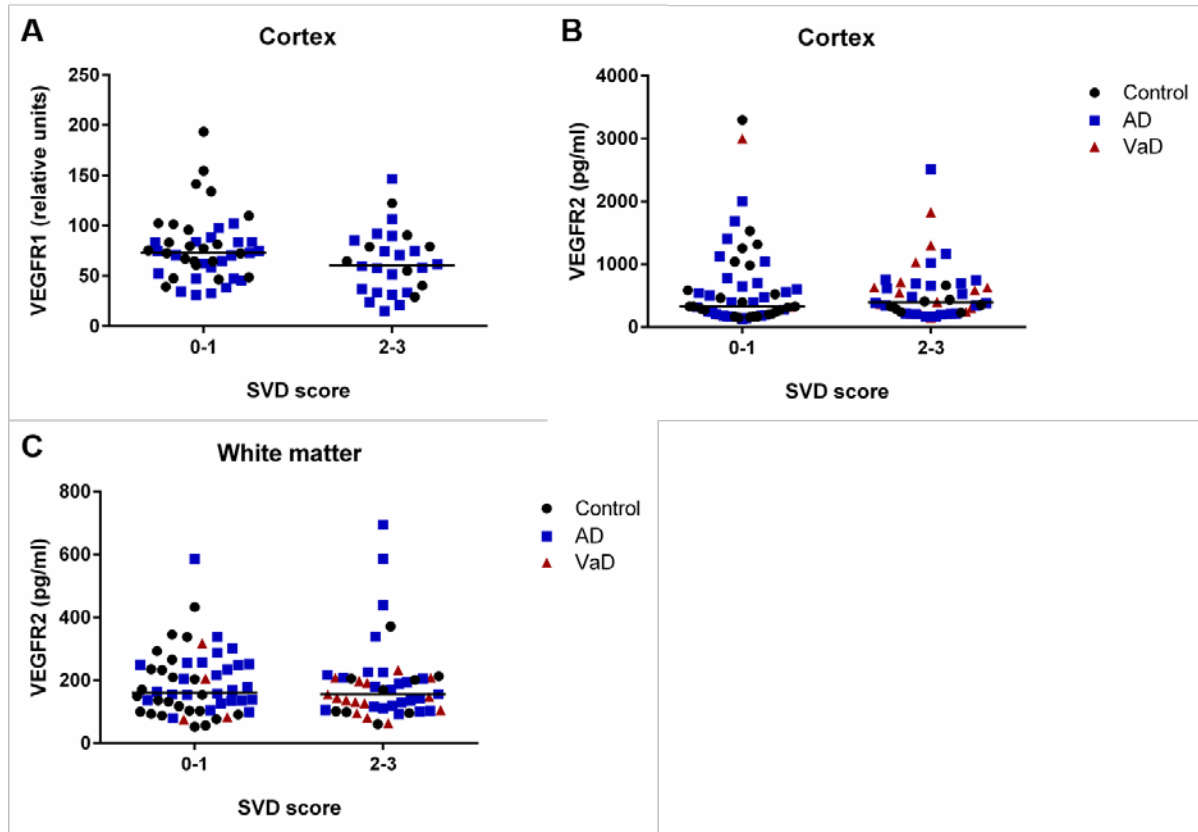 A
Cortex
VEGFR1 (relative units)
250
200
150
100
50
0
0-1
2-3
SVD score
B
Cortex
VEGFR2 (pg/ml)
4000
3000
2000
1000
0
0-1
2-3
SVD score
Control
AD
VaD
C
White matter
VEGFR2 (pg/ml)
800
600
400
200
0
0-1
2-3
SVD score
Control
AD
VaD